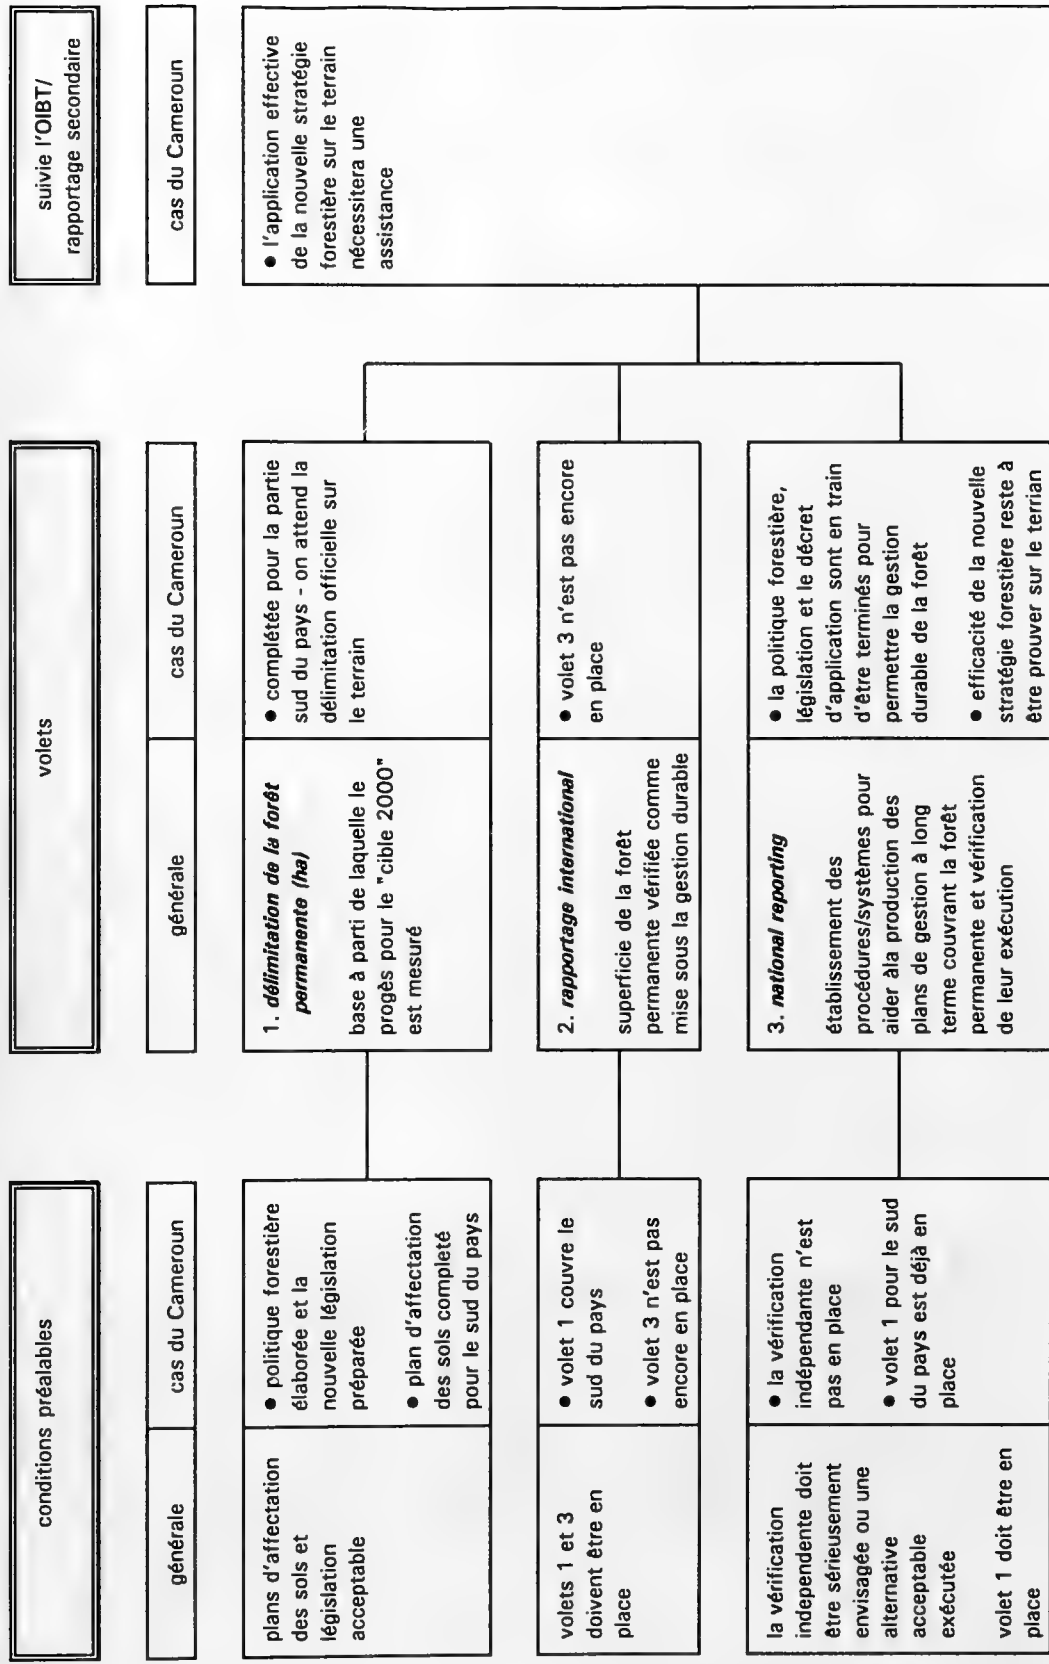 conditions préalables
volets
suivie l'OIBT/
rapportage secondaire
générale
cas du Cameroun
générale
cas du Cameroun
cas du Cameroun
plans d'affectation
des sols et
législation
acceptable
● politique forestière
élaborée et la
nouvelle législation
préparée
● plan d'affectation
des sols completé
pour le sud du pays
1. délimitation de la forêt
permanente (ha)
base à parti de laquelle le
progès pour le "cible 2000"
est mesuré
● complétée pour la partie
sud du pays - on attend la
délimitation officielle sur
le terrain
● l'application effective
de la nouvelle stratégie
forestière sur le terrain
nécessitera une
assistance
volets 1 et 3
doivent être en
place
● volet 1 couvre le
sud du pays
● volet 3 n'est pas
encore en place
2. rapportage international
superficie de la forêt
permanente vérifiée comme
mise sous la gestion durable
● volet 3 n'est pas encore
en place
la vérification
independente doit
être sérieusement
envisagée ou une
alternative
acceptable
exécutée
volet 1 doit être en
place
● la vérification
indépendante n'est
pas en place
● volet 1 pour le sud
du pays est déjà en
place
3. national reporting
établissement des
procédures/systèmes pour
aider àla production des
plans de gestion à long
terme couvrant la forêt
permanente et vérification
de leur exécution
● la politique forestière,
législation et le décret
d'application sont en train
d'être terminés pour
permettre la gestion
durable de la forêt
● efficacité de la nouvelle
stratégie forestière reste à
être prouver sur le terrian